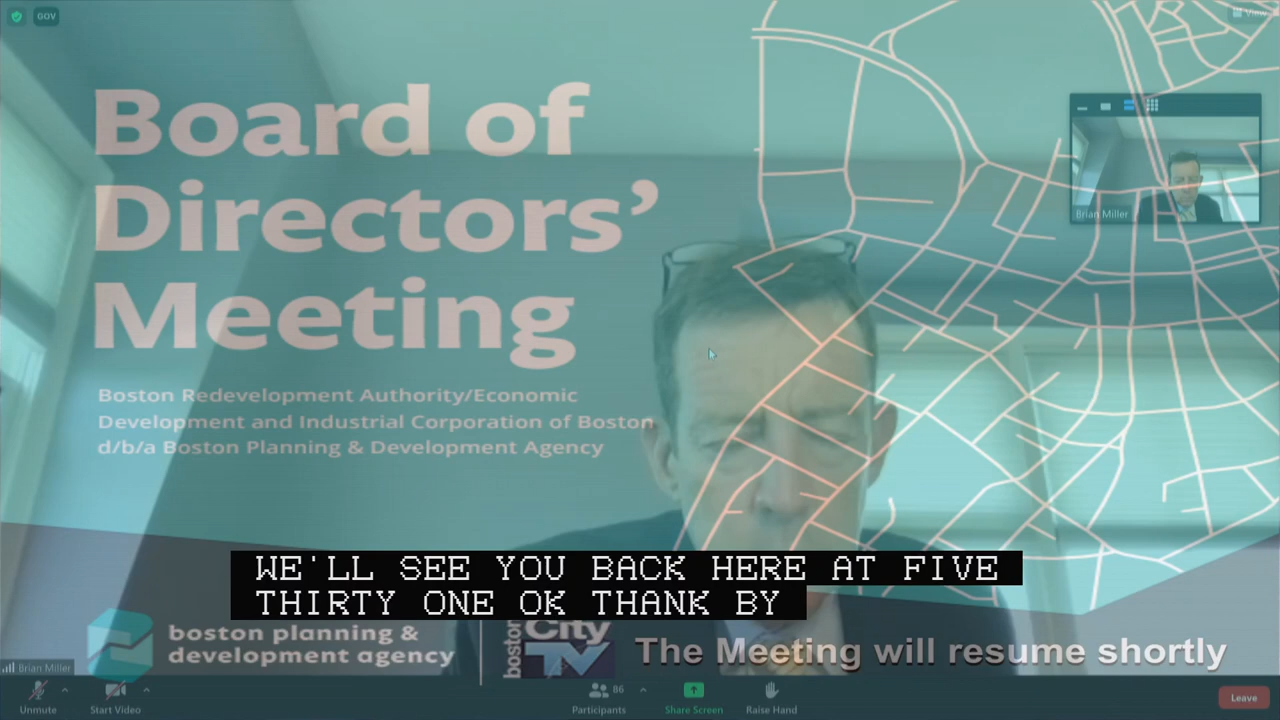 GOV
View
Board of
Directors'
Meeting
Brian Miller
Boston Redevelopment Authority/Economic
Development and Industrial Corporation of Boston
d/b/a Boston Planning & Development Agency
WE'LL SEE YOU BACK HERE AT FIVE
THIRTY ONE OK THANK BY
boston planning &
development agency
boston
City
TV
The Meeting will resume shortly
Brian Miller
Unmute
Start Video
Participants
86
Share Screen
Raise Hand
Leave